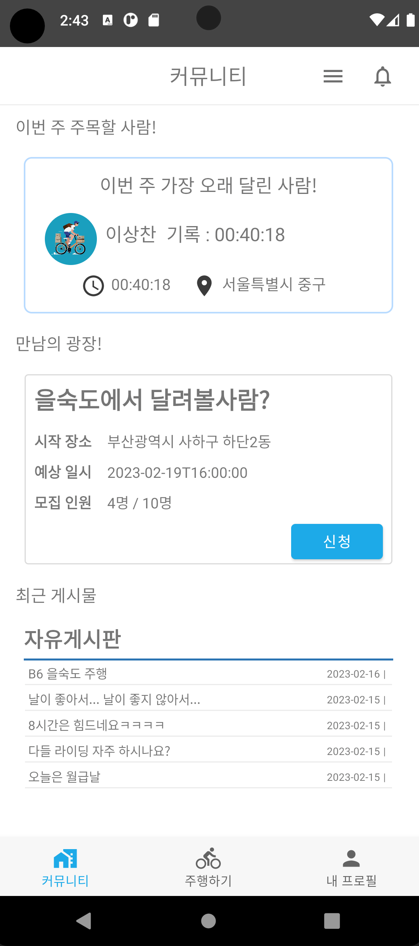 2:43
커뮤니티
이번 주 주목할 사람!
이번 주 가장 오래 달린 사람!
이상찬 기록 : 00:40:18
00:40:18 서울특별시 중구
만남의 광장!
을숙도에서 달려볼사람?
시작 장소 부산광역시 사하구 하단2동
예상 일시 2023-02-19T16:00:00
모집 인원 4명 / 10명
신청
최근 게시물
자유게시판
B6 을숙도 주행 2023-02-16 |
날이 좋아서... 날이 좋지 않아서... 2023-02-15 |
8시간은 힘드네요ㅋㅋㅋㅋ 2023-02-15 |
다들 라이딩 자주 하시나요? 2023-02-15 |
오늘은 월급날 2023-02-15 |
커뮤니티 주행하기 내 프로필